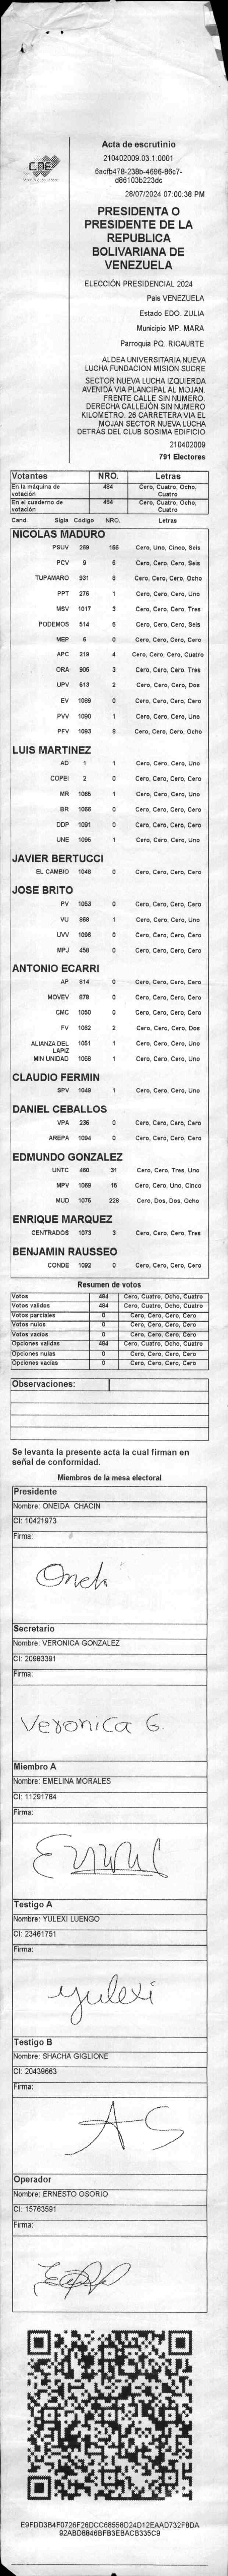 CNE
Acta de escrutinio
210402009.03.1.0001
6acfb478-238b-4696-86c7-
d86103b223dc
28/07/2024 07:00:38 PM
PRESIDENTA O
PRESIDENTE DE LA
REPUBLICA
BOLIVARIANA DE
VENEZUELA
ELECCIÓN PRESIDENCIAL 2024
País VENEZUELA
Estado EDO. ZULIA
Municipio MP. MARA
Parroquia PQ. RICAURTE
ALDEA UNIVERSITARIA NUEVA
LUCHA FUNDACION MISION SUCRE
SECTOR NUEVA LUCHA IZQUIERDA
AVENIDA VIA PLANCIPAL AL MOJAN.
FRENTE CALLE SIN NUMERO.
DERECHA CALLEJÓN SIN NUMERO
KILOMETRO. 26 CARRETERA VIA EL
MOJAN SECTOR NUEVA LUCHA
DETRÁS DEL CLUB SOSIMA EDIFICIO
210402009
791 Electores
Votantes NRO. Letras
En la máquina de votación 484 Cero, Cuatro, Ocho, Cuatro
En el cuaderno de votación 484 Cero, Cuatro, Ocho, Cuatro
Cand. Sigla Código NRO. Letras
NICOLAS MADURO
PSUV 269 156 Cero, Uno, Cinco, Seis
PCV 9 6 Cero, Cero, Cero, Seis
TUPAMARO 931 8 Cero, Cero, Cero, Ocho
PPT 276 1 Cero, Cero, Cero, Uno
MSV 1017 3 Cero, Cero, Cero, Tres
PODEMOS 514 6 Cero, Cero, Cero, Seis
MEP 6 0 Cero, Cero, Cero, Cero
APC 219 4 Cero, Cero, Cero, Cuatro
ORA 906 3 Cero, Cero, Cero, Tres
UPV 513 2 Cero, Cero, Cero, Dos
EV 1089 0 Cero, Cero, Cero, Cero
PVV 1090 1 Cero, Cero, Cero, Uno
PFV 1093 8 Cero, Cero, Cero, Ocho
LUIS MARTINEZ
AD 1 1 Cero, Cero, Cero, Uno
COPEI 2 0 Cero, Cero, Cero, Cero
MR 1065 1 Cero, Cero, Cero, Uno
BR 1066 0 Cero, Cero, Cero, Cero
DDP 1091 0 Cero, Cero, Cero, Cero
UNE 1095 1 Cero, Cero, Cero, Uno
JAVIER BERTUCCI
EL CAMBIO 1048 0 Cero, Cero, Cero, Cero
JOSE BRITO
PV 1053 0 Cero, Cero, Cero, Cero
VU 868 1 Cero, Cero, Cero, Uno
UVV 1096 0 Cero, Cero, Cero, Cero
MPJ 458 0 Cero, Cero, Cero, Cero
ANTONIO ECARRI
AP 814 0 Cero, Cero, Cero, Cero
MOVEV 878 0 Cero, Cero, Cero, Cero
CMC 1050 0 Cero, Cero, Cero, Cero
FV 1062 2 Cero, Cero, Cero, Dos
ALIANZA DEL LAPIZ 1051 1 Cero, Cero, Cero, Uno
MIN UNIDAD 1068 1 Cero, Cero, Cero, Uno
CLAUDIO FERMIN
SPV 1049 1 Cero, Cero, Cero, Uno
DANIEL CEBALLOS
VPA 236 0 Cero, Cero, Cero, Cero
AREPA 1094 0 Cero, Cero, Cero, Cero
EDMUNDO GONZALEZ
UNTC 460 31 Cero, Cero, Tres, Uno
MPV 1069 15 Cero, Cero, Uno, Cinco
MUD 1075 228 Cero, Dos, Dos, Ocho
ENRIQUE MARQUEZ
CENTRADOS 1073 3 Cero, Cero, Cero, Tres
BENJAMIN RAUSSEO
CONDE 1092 0 Cero, Cero, Cero, Cero
Resumen de votos
Votos 484 Cero, Cuatro, Ocho, Cuatro
Votos validos 484 Cero, Cuatro, Ocho, Cuatro
Votos parciales 0 Cero, Cero, Cero, Cero
Votos nulos 0 Cero, Cero, Cero, Cero
Votos vacios 0 Cero, Cero, Cero, Cero
Opciones validas 484 Cero, Cuatro, Ocho, Cuatro
Opciones nulas 0 Cero, Cero, Cero, Cero
Opciones vacias 0 Cero, Cero, Cero, Cero
Observaciones:
Se levanta la presente acta la cual firman en
señal de conformidad.
Miembros de la mesa electoral
Presidente
Nombre: ONEIDA CHACIN
CI: 10421973
Firma:
Secretario
Nombre: VERONICA GONZALEZ
CI: 20983391
Firma:
Veronica G.
Miembro A
Nombre: EMELINA MORALES
CI: 11291784
Firma:
Testigo A
Nombre: YULEXI LUENGO
CI: 23461751
Firma:
yulexi
Testigo B
Nombre: SHACHA GIGLIONE
CI: 20439663
Firma:
AS
Operador
Nombre: ERNESTO OSORIO
CI: 15763591
Firma:
E9FDD3B4F0726F26DCC68556D24D12EAAD732F8DA
92ABD8846BFB3EBACB335C9